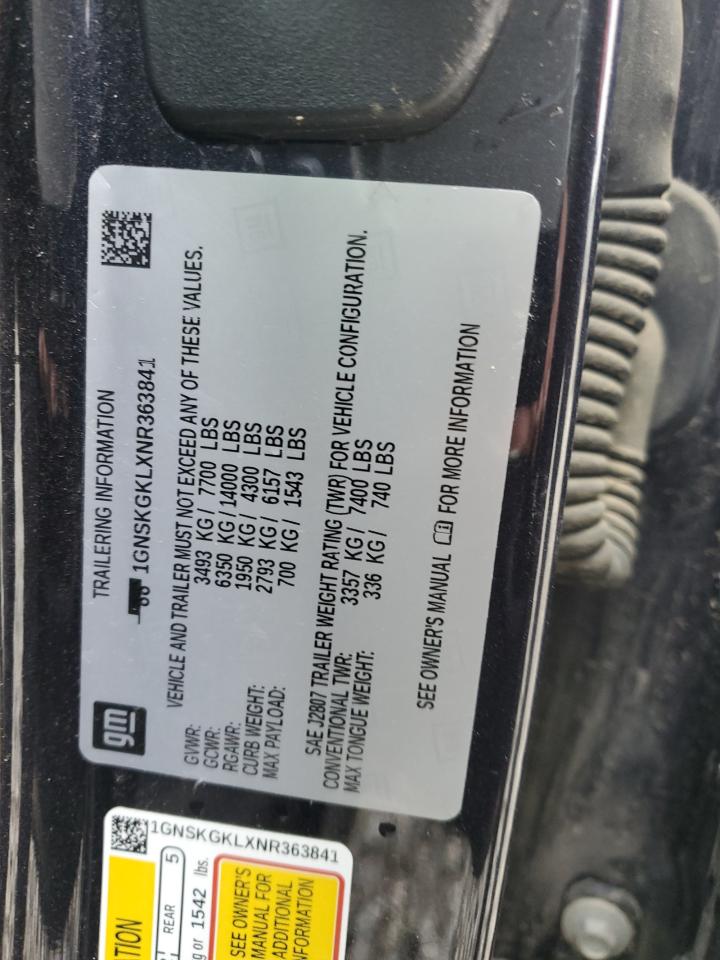 gm
TRAILERING INFORMATION
1GNSKGKLXNR363841
VEHICLE AND TRAILER MUST NOT EXCEED ANY OF THESE VALUES.
GVWR: 3493 KG/ 7700 LBS
GCWR: 6350 KG/ 14000 LBS
RGAWR: 1950 KG/ 4300 LBS
CURB WEIGHT: 2793 KG/ 6157 LBS
MAX PAYLOAD: 700 KG/ 1543 LBS
SAE J2807 TRAILER WEIGHT RATING (TWR) FOR VEHICLE CONFIGURATION.
CONVENTIONAL TWR: 3357 KG/ 7400 LBS
MAX TONGUE WEIGHT: 336 KG/ 740 LBS
SEE OWNER'S MANUAL FOR MORE INFORMATION
1GNSKGKLXNR363841
REAR 5
or 1542 lbs.
SEE OWNER'S
MANUAL FOR
ADDITIONAL
INFORMATION